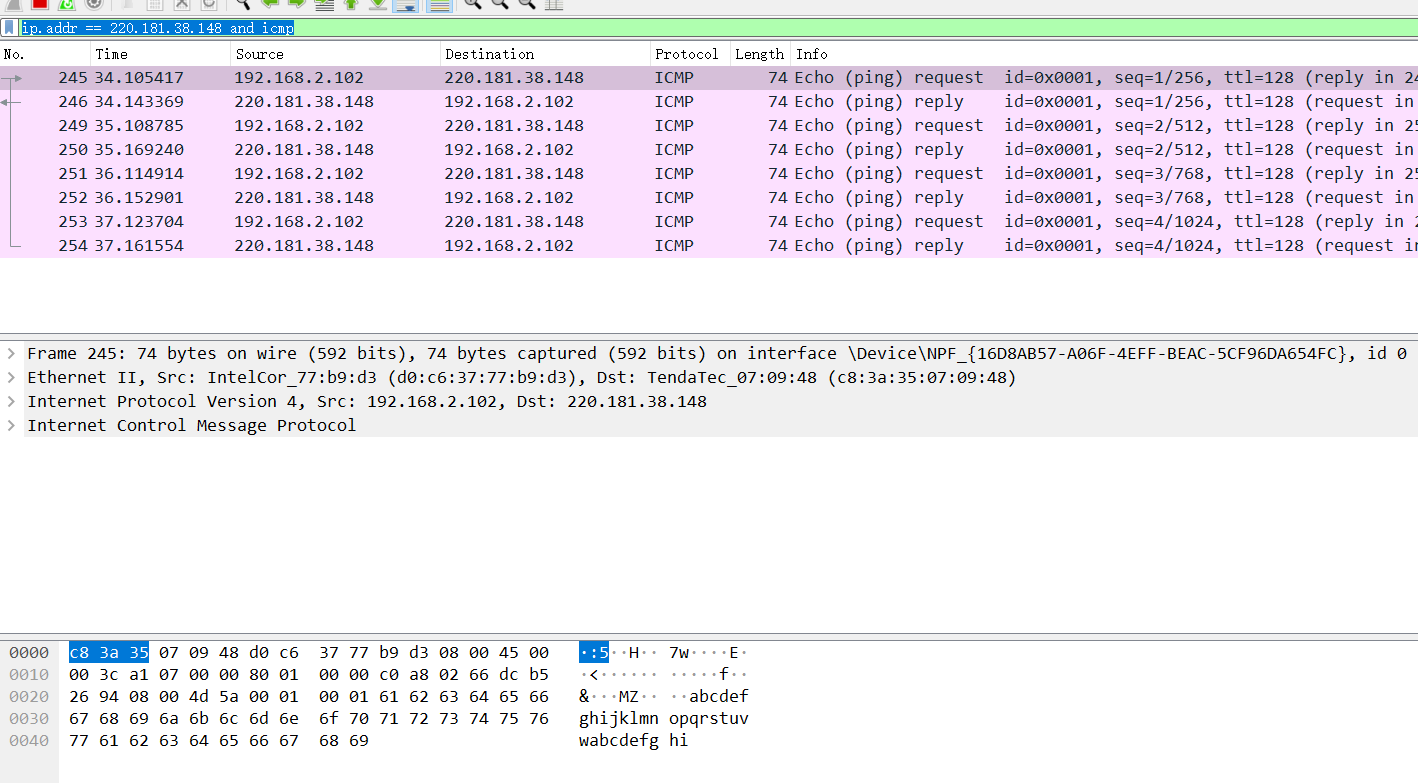 ip.addr == 220.181.38.148 and icmp
No. Time Source Destination Protocol Length Info
245 34.105417 192.168.2.102 220.181.38.148 ICMP 74 Echo (ping) request id=0x0001, seq=1/256, ttl=128 (reply in 24
246 34.143369 220.181.38.148 192.168.2.102 ICMP 74 Echo (ping) reply id=0x0001, seq=1/256, ttl=128 (request in
249 35.108785 192.168.2.102 220.181.38.148 ICMP 74 Echo (ping) request id=0x0001, seq=2/512, ttl=128 (reply in 25
250 35.169240 220.181.38.148 192.168.2.102 ICMP 74 Echo (ping) reply id=0x0001, seq=2/512, ttl=128 (request in
251 36.114914 192.168.2.102 220.181.38.148 ICMP 74 Echo (ping) request id=0x0001, seq=3/768, ttl=128 (reply in 25
252 36.152901 220.181.38.148 192.168.2.102 ICMP 74 Echo (ping) reply id=0x0001, seq=3/768, ttl=128 (request in
253 37.123704 192.168.2.102 220.181.38.148 ICMP 74 Echo (ping) request id=0x0001, seq=4/1024, ttl=128 (reply in 2
254 37.161554 220.181.38.148 192.168.2.102 ICMP 74 Echo (ping) reply id=0x0001, seq=4/1024, ttl=128 (request in
Frame 245: 74 bytes on wire (592 bits), 74 bytes captured (592 bits) on interface \Device\NPF_{16D8AB57-A06F-4EFF-BEAC-5CF96DA654FC}, id 0
Ethernet II, Src: IntelCor_77:b9:d3 (d0:c6:37:77:b9:d3), Dst: TendaTec_07:09:48 (c8:3a:35:07:09:48)
Internet Protocol Version 4, Src: 192.168.2.102, Dst: 220.181.38.148
Internet Control Message Protocol
0000 c8 3a 35 07 09 48 d0 c6 37 77 b9 d3 08 00 45 00 ·:5··H·· 7w····E·
0010 00 3c a1 07 00 00 80 01 00 00 c0 a8 02 66 dc b5 ·<······ ·····f··
0020 26 94 08 00 4d 5a 00 01 00 01 61 62 63 64 65 66 &···MZ·· ··abcdef
0030 67 68 69 6a 6b 6c 6d 6e 6f 70 71 72 73 74 75 76 ghijklmn opqrstuv
0040 77 61 62 63 64 65 66 67 68 69 wabcdefg hi